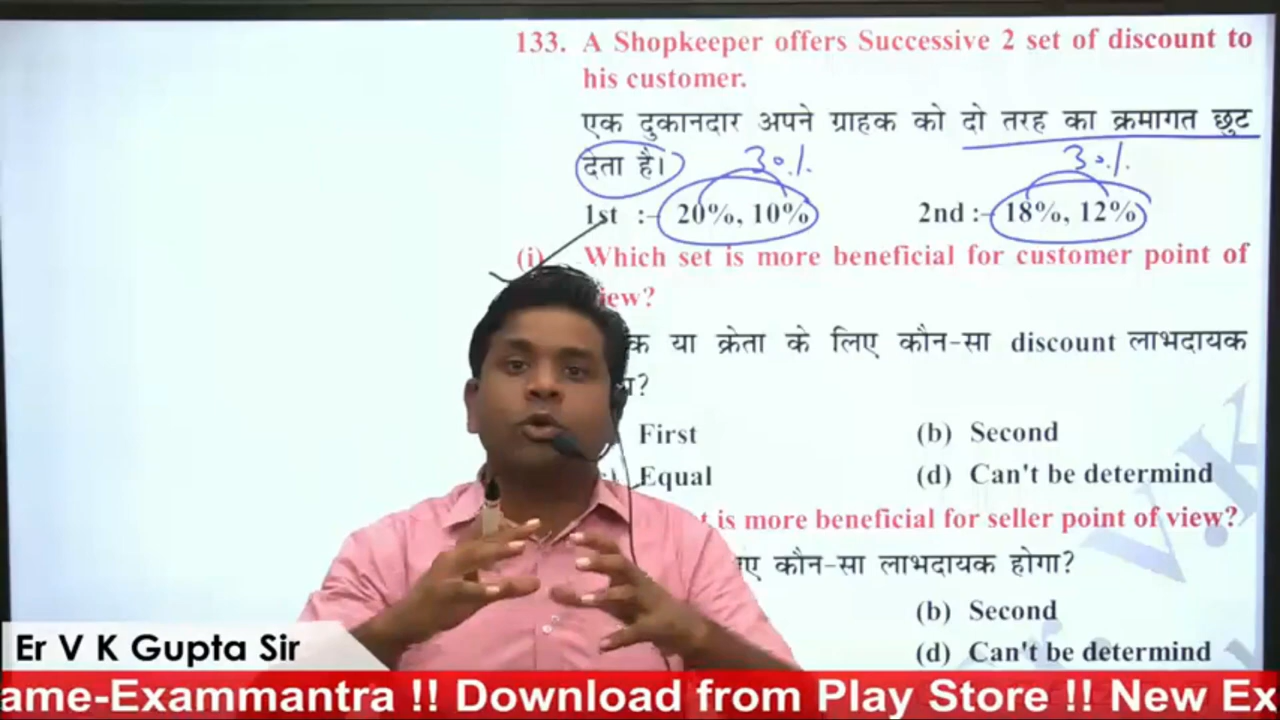 133. A Shopkeeper offers Successive 2 set of discount to
his customer.
एक दुकानदार अपने ग्राहक को दो तरह का क्रमागत छुट
देता है।
30%
30%
1st :- 20%, 10%
2nd :- 18%, 12%
(i) Which set is more beneficial for customer point of
या क्रेता के लिए कौन-सा discount लाभदायक
First
(b) Second
Equal
(d) Can't be determind
is more beneficial for seller point of view?
कौन-सा लाभदायक होगा?
(b) Second
(d) Can't be determind
V.K
Er V K Gupta Sir
ame-Exammantra !! Download from Play Store !! New Ex